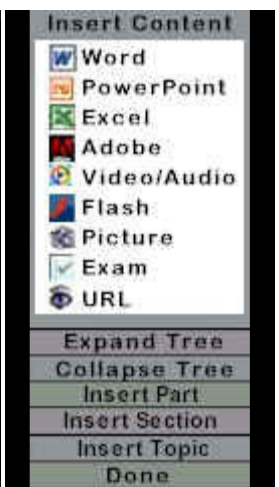 Insert Content
Word
PowerPoint
Excel
Adobe
Video/Audio
Flash
Picture
Exam
URL
Expand Tree
Collapse Tree
Insert Part
Insert Section
Insert Topic
Done